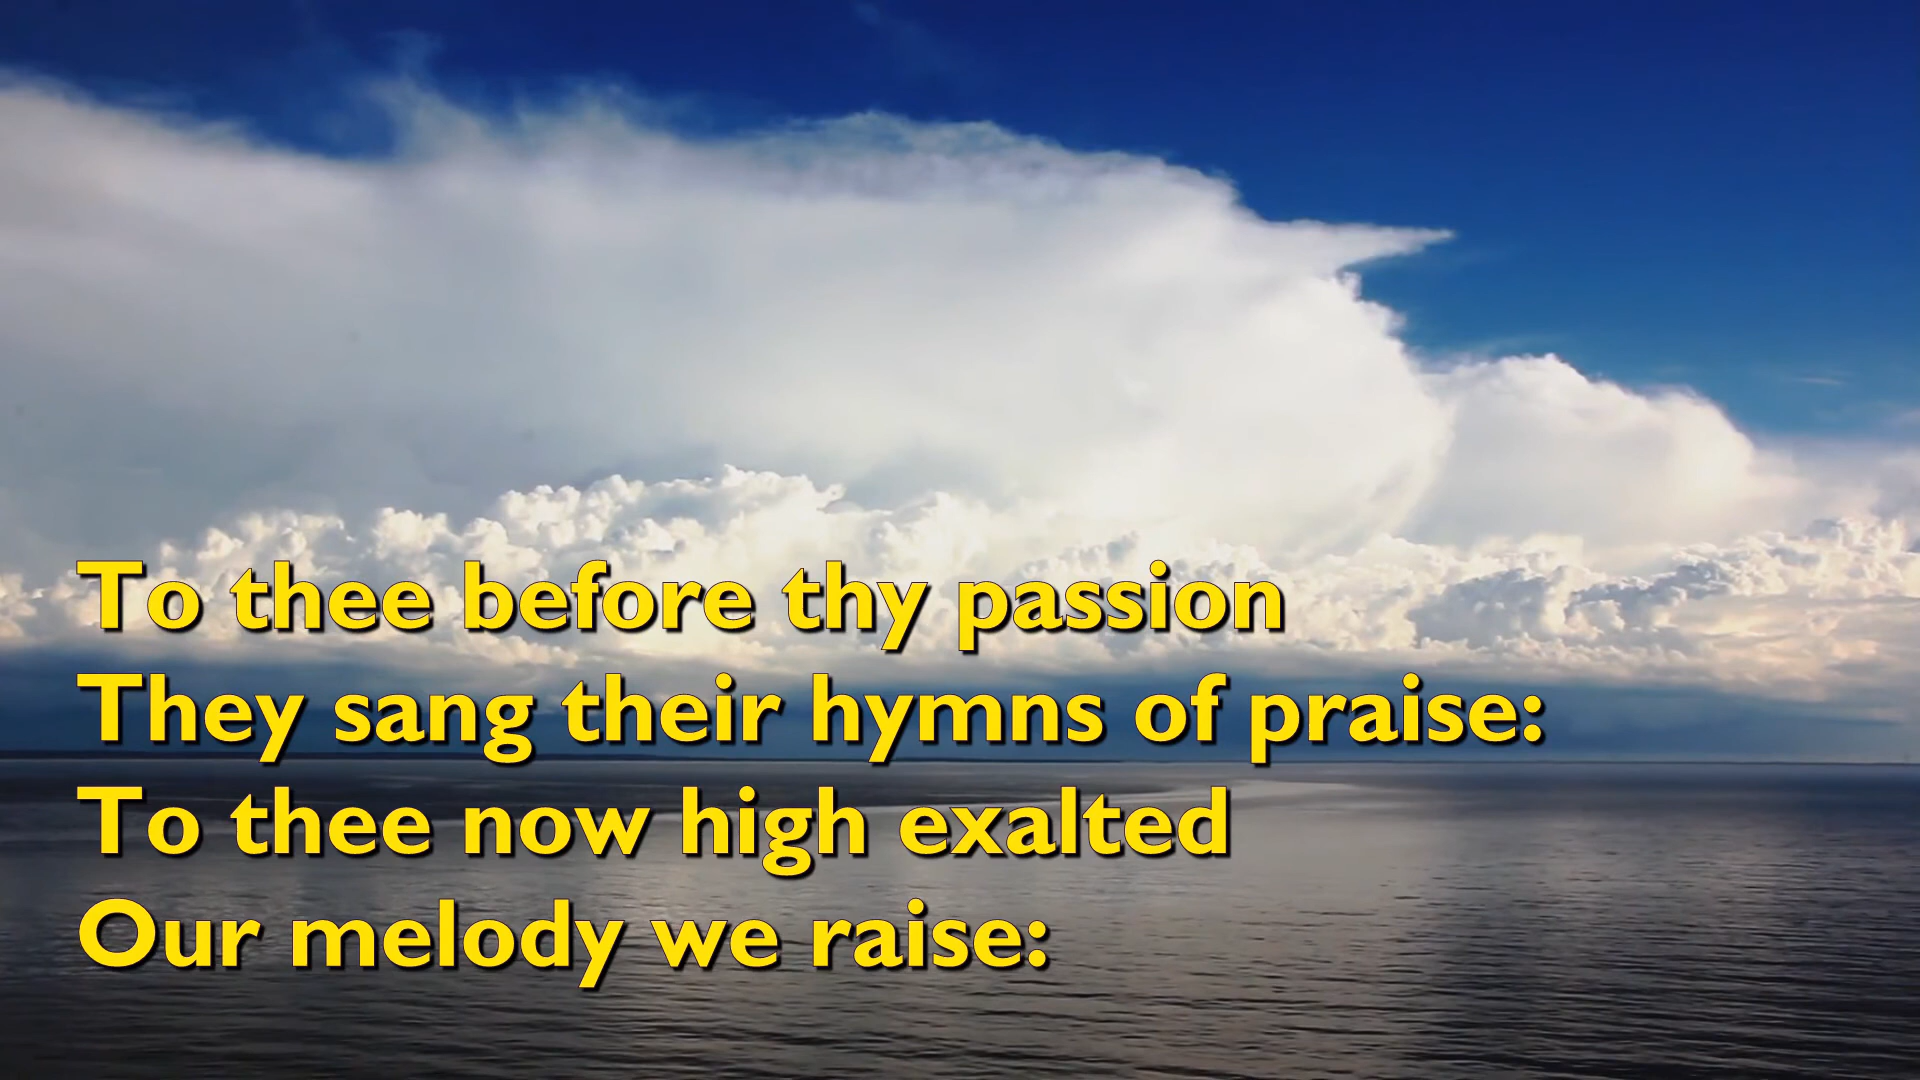 To thee before thy passion
They sang their hymns of praise:
To thee now high exalted
Our melody we raise: